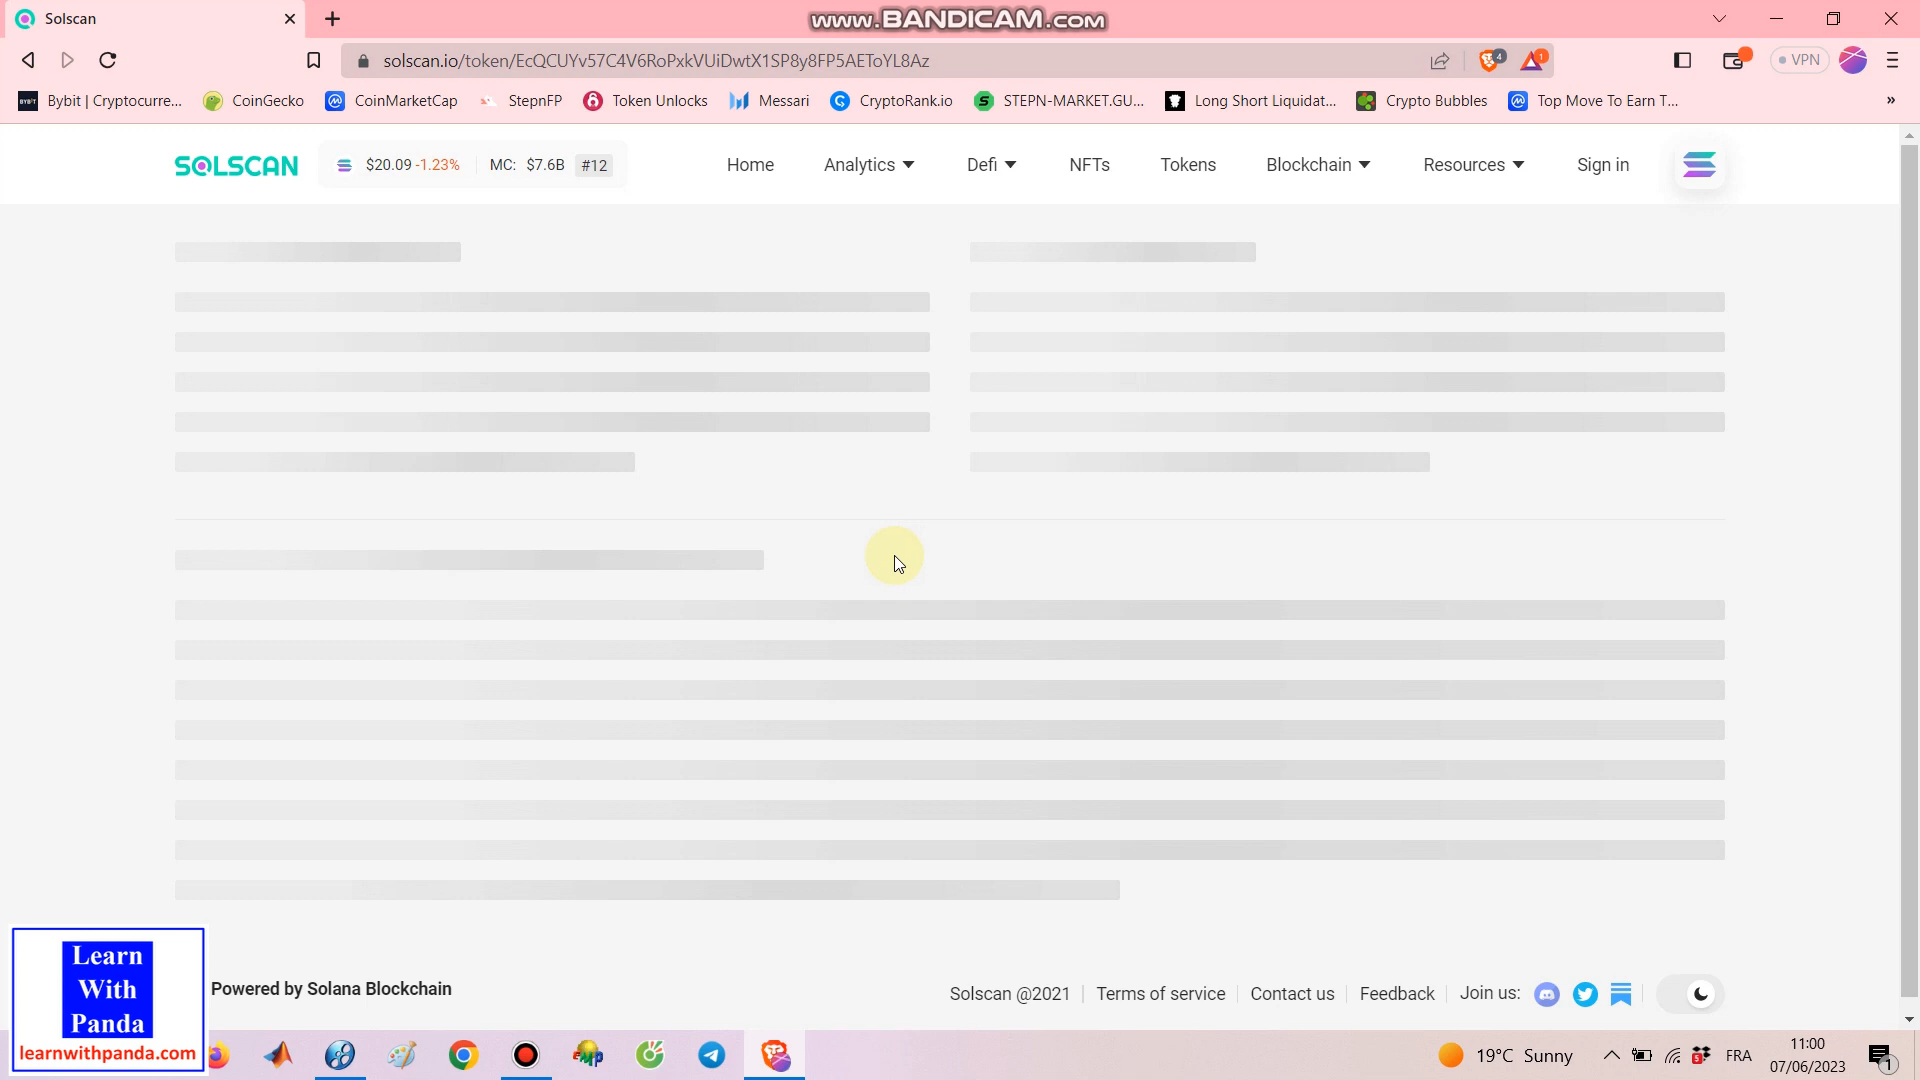 Solscan
www.BANDICAM.com
solscan.io/token/EcQCUYv57C4V6RoPxkVUiDwtX1SP8y8FP5AEToYL8Az
4
1
VPN
BYBIT
Bybit | Cryptocurre...
CoinGecko
CoinMarketCap
StepnFP
Token Unlocks
Messari
CryptoRank.io
STEPN-MARKET.GU...
Long Short Liquidat...
Crypto Bubbles
Top Move To Earn T...
»
SOLSCAN
$20.09 -1.23%
MC: $7.6B #12
Home
Analytics
Defi
NFTs
Tokens
Blockchain
Resources
Sign in
Learn
With
Panda
learnwithpanda.com
Powered by Solana Blockchain
Solscan @2021
Terms of service
Contact us
Feedback
Join us:
19°C Sunny
FRA
11:00
07/06/2023
1